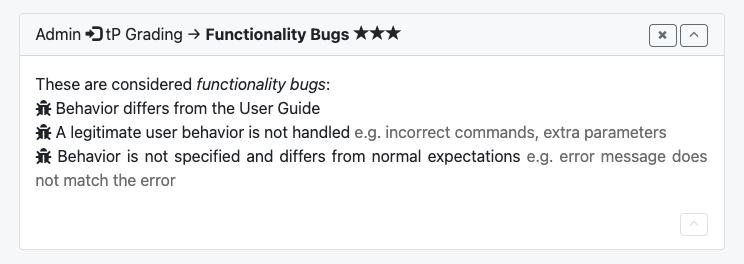 Admin tP Grading → Functionality Bugs ★★★
These are considered functionality bugs:
Behavior differs from the User Guide
A legitimate user behavior is not handled e.g. incorrect commands, extra parameters
Behavior is not specified and differs from normal expectations e.g. error message does
not match the error